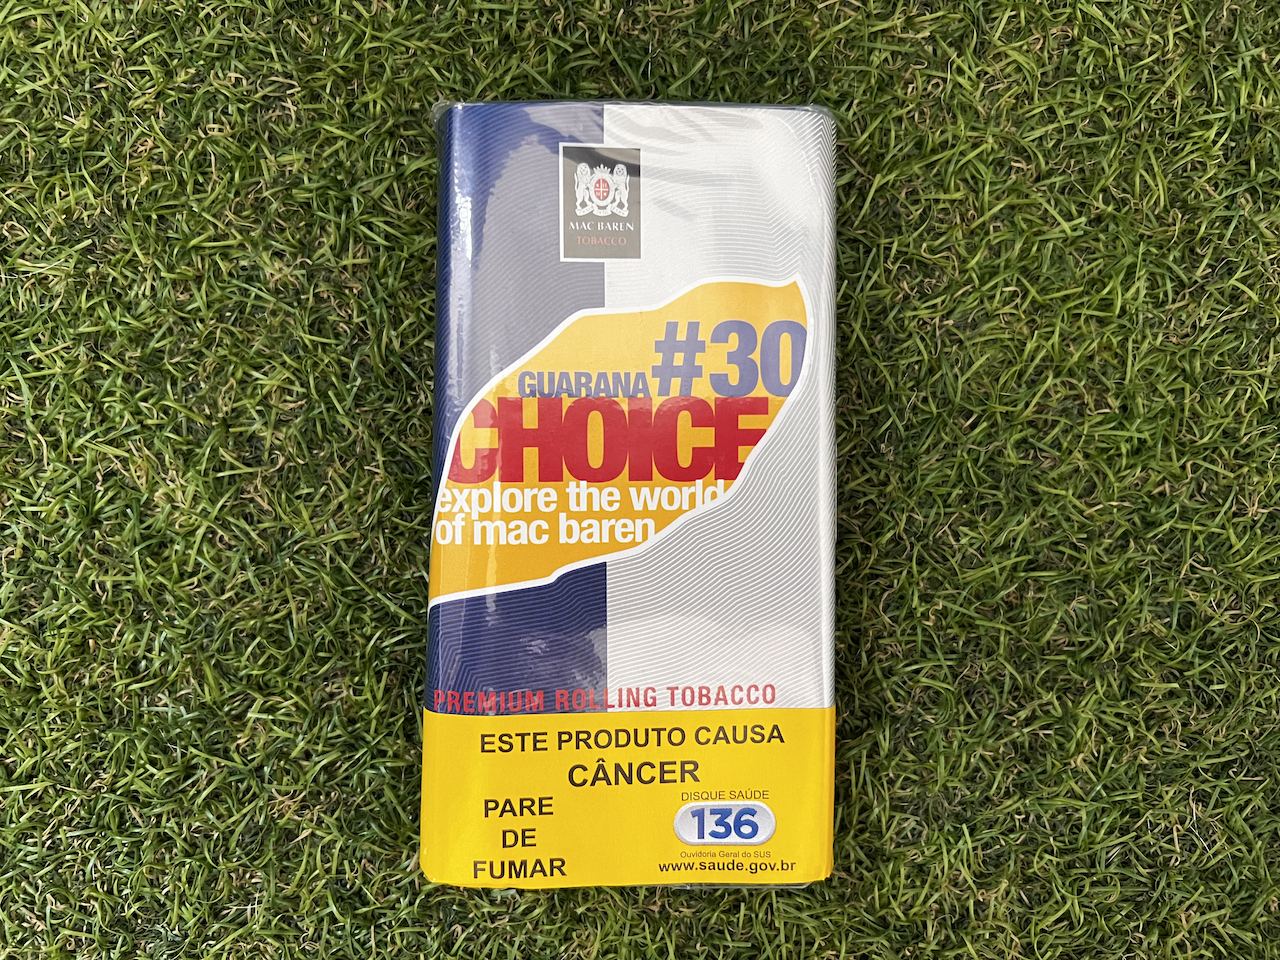 MAC BAREN
TOBACCO
GUARANA #30
CHOICE
explore the world
of mac baren
PREMIUM ROLLING TOBACCO
ESTE PRODUTO CAUSA
CÂNCER
PARE
DE
FUMAR
DISQUE SAÚDE
136
Ouvidoria Geral do SUS
www.saude.gov.br